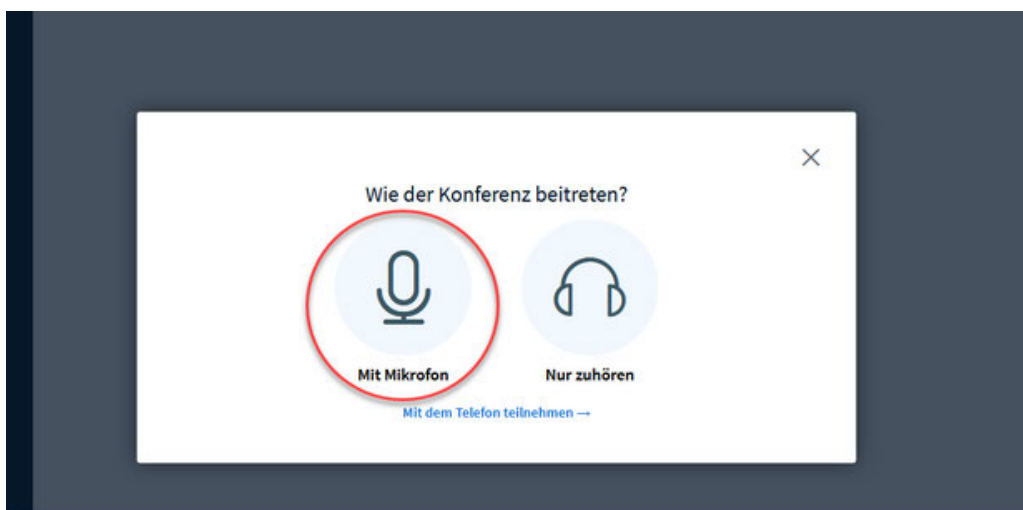 Wie der Konferenz beitreten?
Mit Mikrofon
Nur zuhören
Mit dem Telefon teilnehmen →